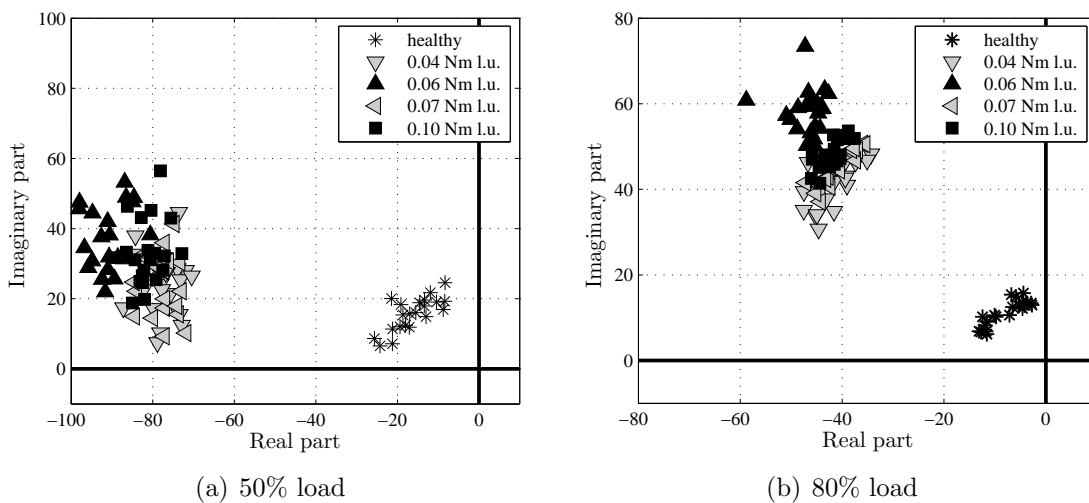 100
80
60
40
20
0
Imaginary part
−100 −80 −60 −40 −20 0
Real part
healthy
0.04 Nm l.u.
0.06 Nm l.u.
0.07 Nm l.u.
0.10 Nm l.u.
(a) 50% load
80
60
40
20
0
Imaginary part
−80 −60 −40 −20 0
Real part
healthy
0.04 Nm l.u.
0.06 Nm l.u.
0.07 Nm l.u.
0.10 Nm l.u.
(b) 80% load